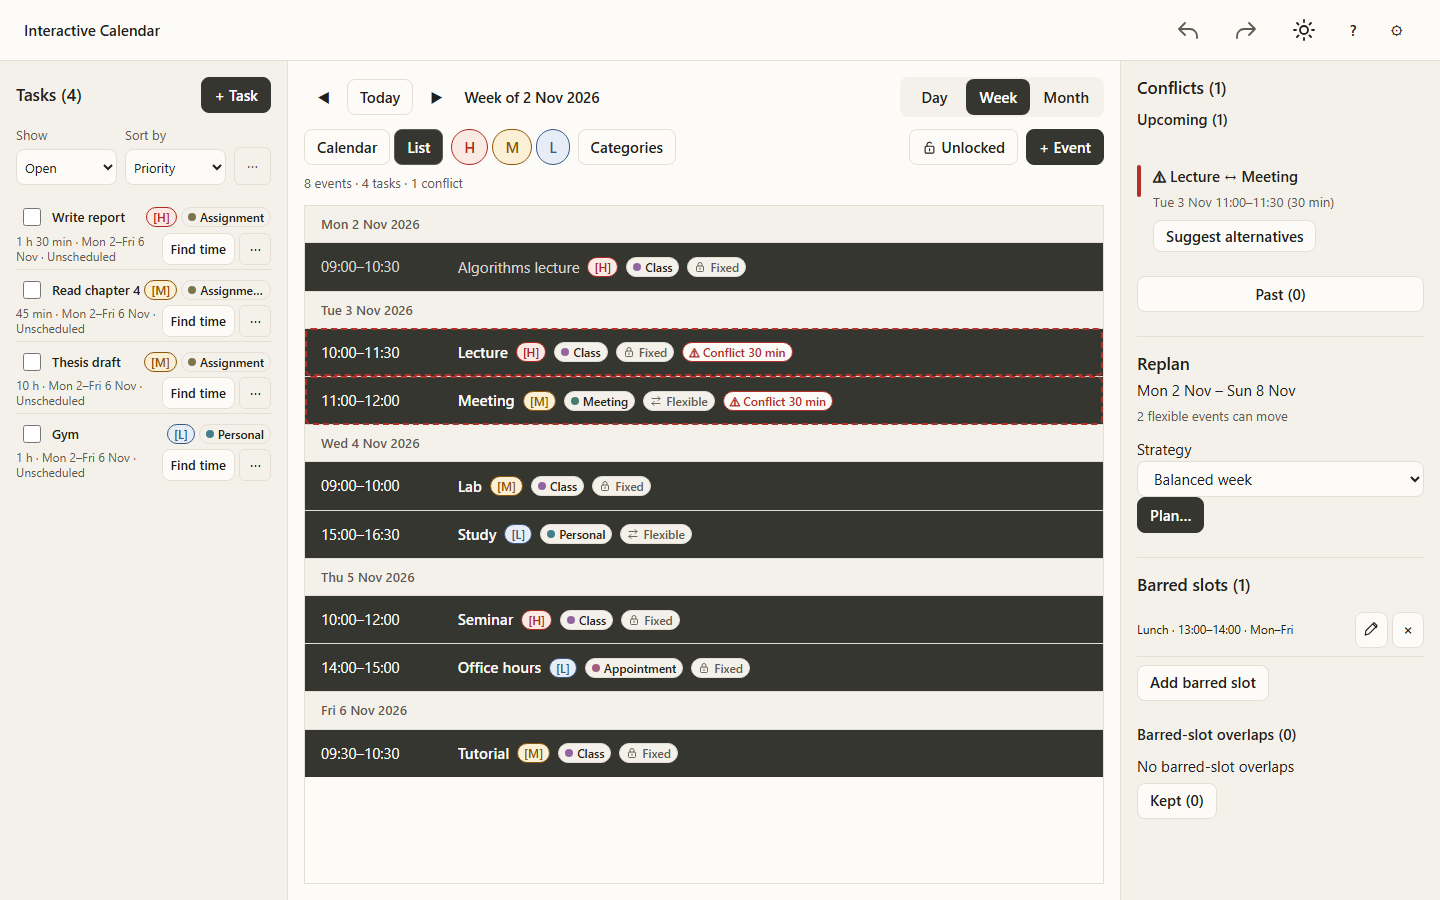 Interactive Calendar
?
Tasks (4)
+ Task
Show
Sort by
Open
Priority
...
Write report [H] Assignment
1 h 30 min · Mon 2–Fri 6
Nov · Unscheduled
Find time
...
Read chapter 4 [M] Assignme...
45 min · Mon 2–Fri 6 Nov ·
Unscheduled
Find time
...
Thesis draft [M] Assignment
10 h · Mon 2–Fri 6 Nov ·
Unscheduled
Find time
...
Gym [L] Personal
1 h · Mon 2–Fri 6 Nov ·
Unscheduled
Find time
...
Today
Week of 2 Nov 2026
Day Week Month
Calendar List H M L Categories
Unlocked
+ Event
8 events · 4 tasks · 1 conflict
Mon 2 Nov 2026
09:00–10:30 Algorithms lecture [H] Class Fixed
Tue 3 Nov 2026
10:00–11:30 Lecture [H] Class Fixed ⚠ Conflict 30 min
11:00–12:00 Meeting [M] Meeting Flexible ⚠ Conflict 30 min
Wed 4 Nov 2026
09:00–10:00 Lab [M] Class Fixed
15:00–16:30 Study [L] Personal Flexible
Thu 5 Nov 2026
10:00–12:00 Seminar [H] Class Fixed
14:00–15:00 Office hours [L] Appointment Fixed
Fri 6 Nov 2026
09:30–10:30 Tutorial [M] Class Fixed
Conflicts (1)
Upcoming (1)
⚠ Lecture ↔ Meeting
Tue 3 Nov 11:00–11:30 (30 min)
Suggest alternatives
Past (0)
Replan
Mon 2 Nov – Sun 8 Nov
2 flexible events can move
Strategy
Balanced week
Plan...
Barred slots (1)
Lunch · 13:00–14:00 · Mon–Fri
×
Add barred slot
Barred-slot overlaps (0)
No barred-slot overlaps
Kept (0)